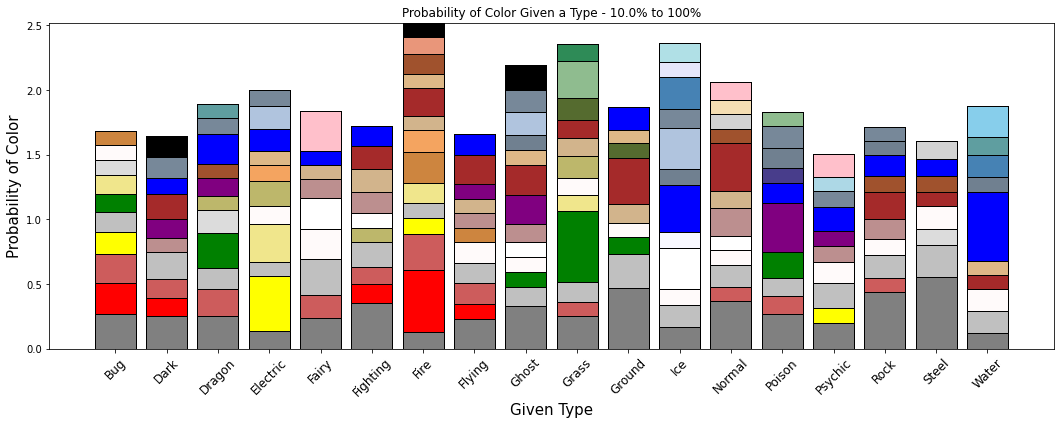 Probability of Color Given a Type - 10.0% to 100%
Probability of Color
2.5
2.0
1.5
1.0
0.5
0.0
Bug Dark Dragon Electric Fairy Fighting Fire Flying Ghost Grass Ground Ice Normal Poison Psychic Rock Steel Water
Given Type